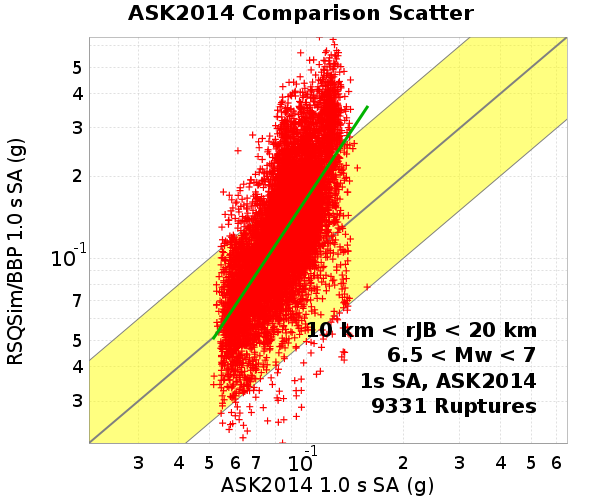 ASK2014 Comparison Scatter
RSQSim/BBP 1.0 s SA (g)
5
4
3
2
10-1
7
5
4
3
10 km < rJB < 20 km
6.5 < Mw < 7
1s SA, ASK2014
9331 Ruptures
3 4 5 6 7 10-1 2 3 4 5 6
ASK2014 1.0 s SA (g)